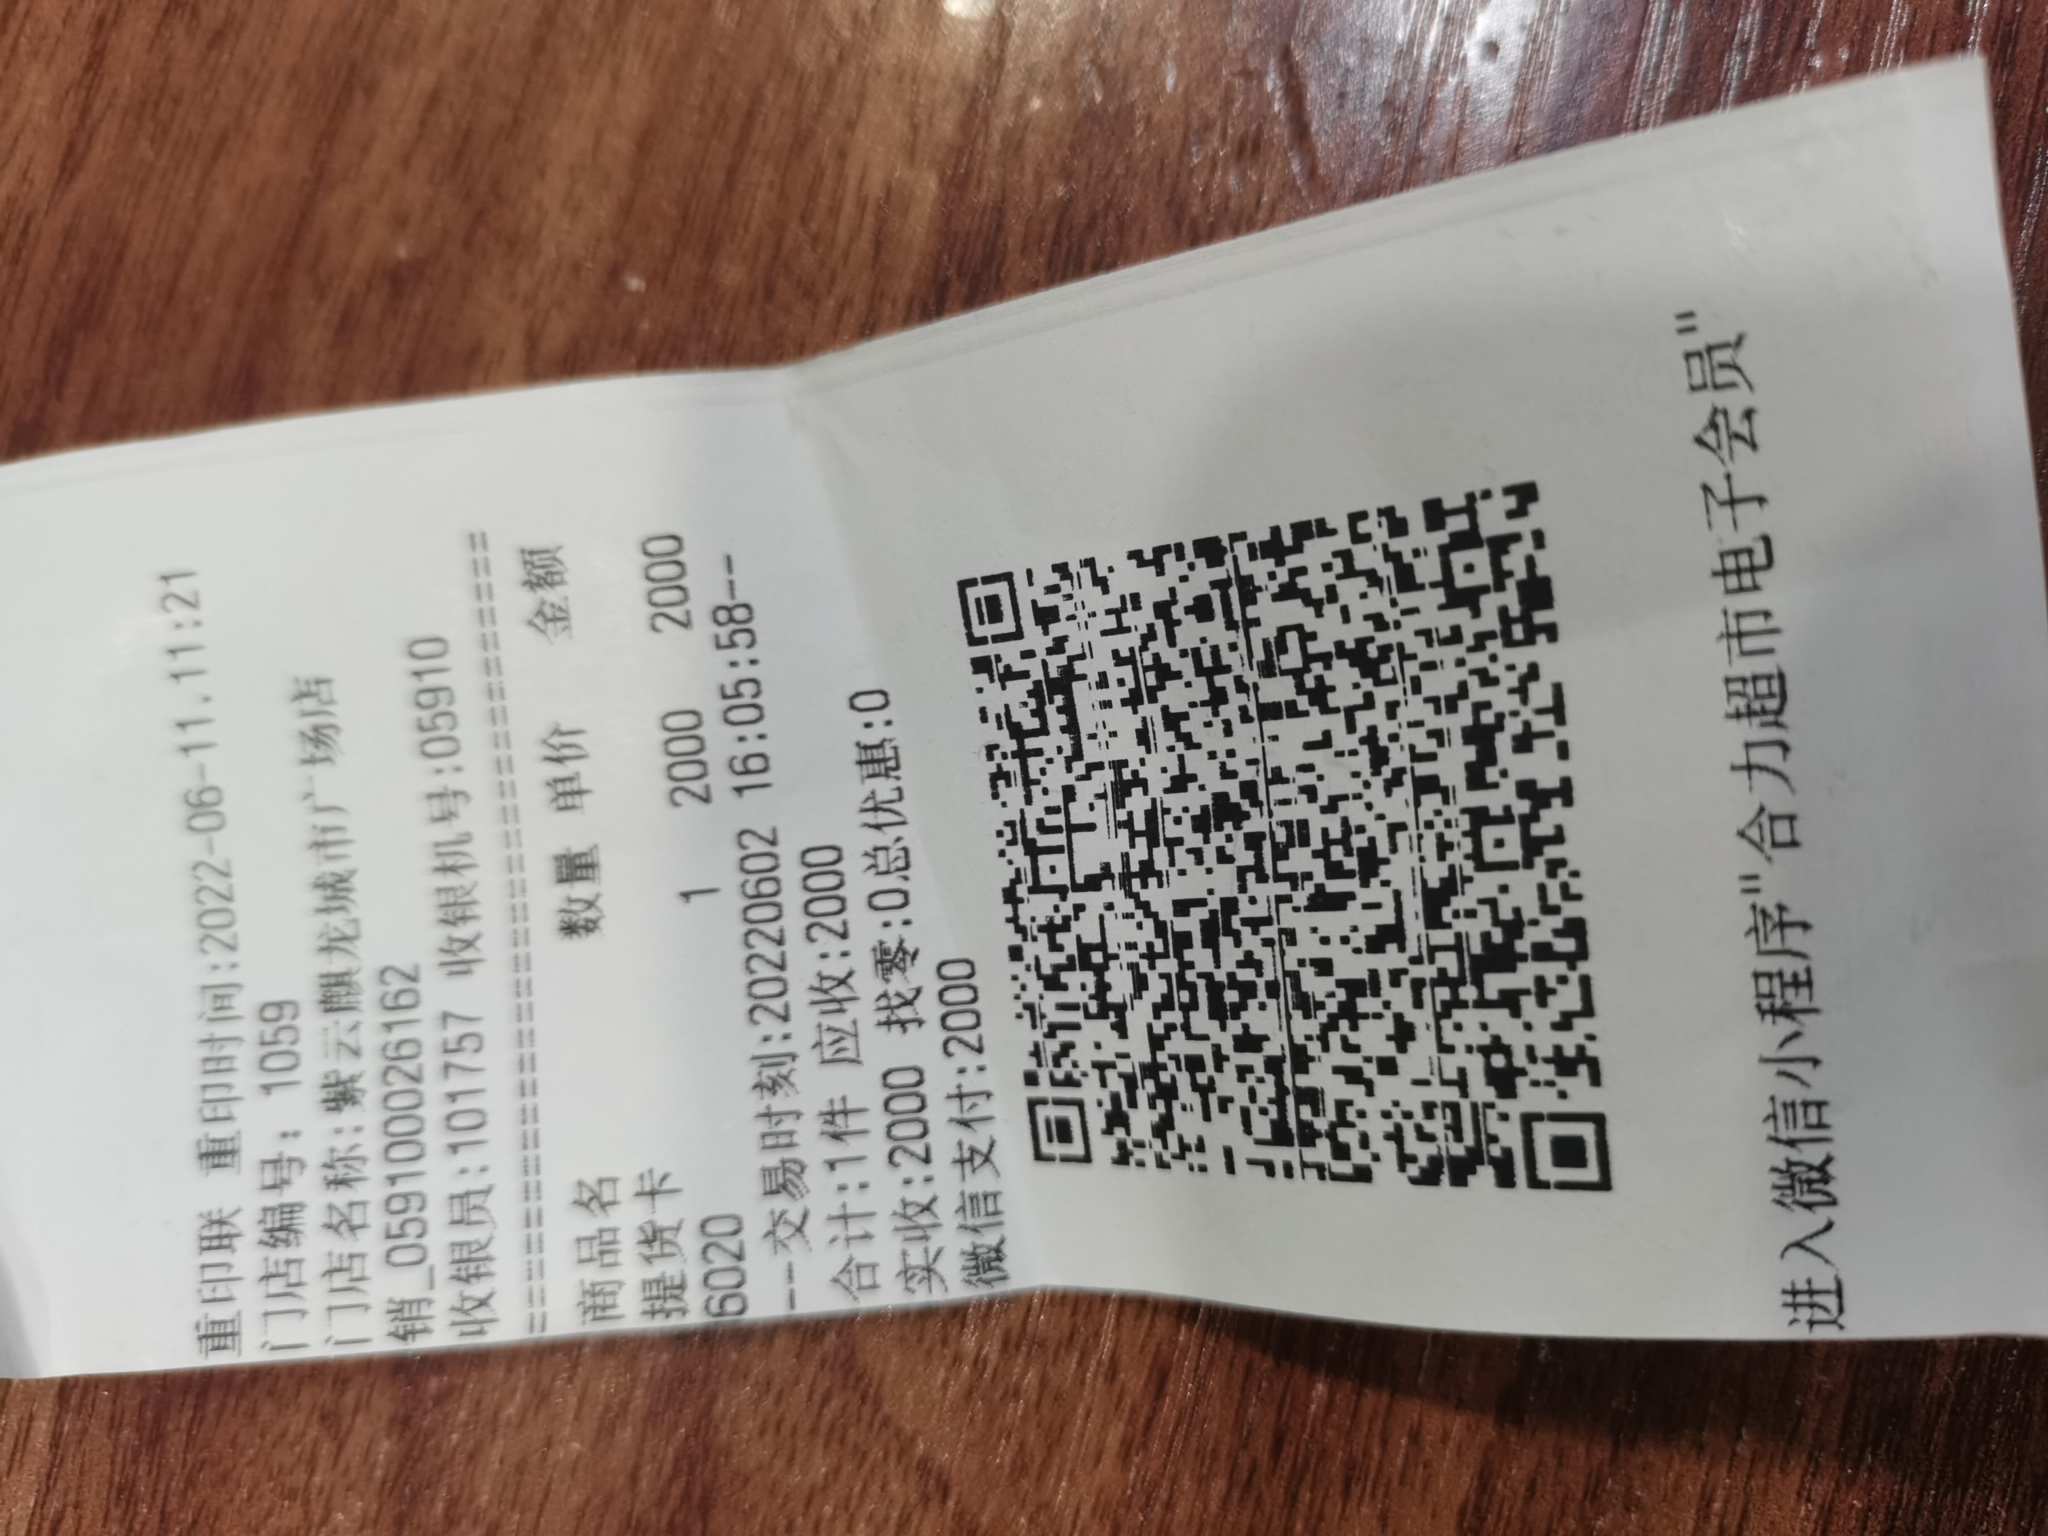 重印联 重印时间:2022-06-11.11:21
门店编号: 1059
门店名称:紫云麒龙城市广场店
销_059100026162
收银员:101757 收银机号:05910
========================================
商品名 数量 单价 金额
提货卡
6020 1 2000 2000
--交易时刻:20220602 16:05:58--
合计:1件 应收:2000
实收:2000 找零:0总优惠:0
微信支付:2000
进入微信小程序"合力超市电子会员"